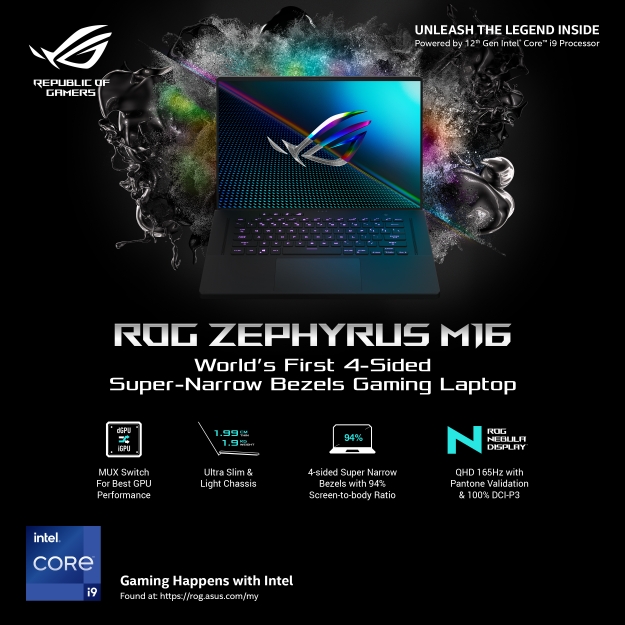 REPUBLIC OF
GAMERS
UNLEASH THE LEGEND INSIDE
Powered by 12th Gen Intel® Core™ i9 Processor
ROG ZEPHYRUS M16
World's First 4-Sided
Super-Narrow Bezels Gaming Laptop
dGPU
iGPU
MUX Switch
For Best GPU
Performance
1.99 CM
THIN
1.9 KG
WEIGHT
Ultra Slim &
Light Chassis
94%
4-sided Super Narrow
Bezels with 94%
Screen-to-body Ratio
ROG
NEBULA
DISPLAY
QHD 165Hz with
Pantone Validation
& 100% DCI-P3
intel.
CORE
i9
Gaming Happens with Intel
Found at: https://rog.asus.com/my